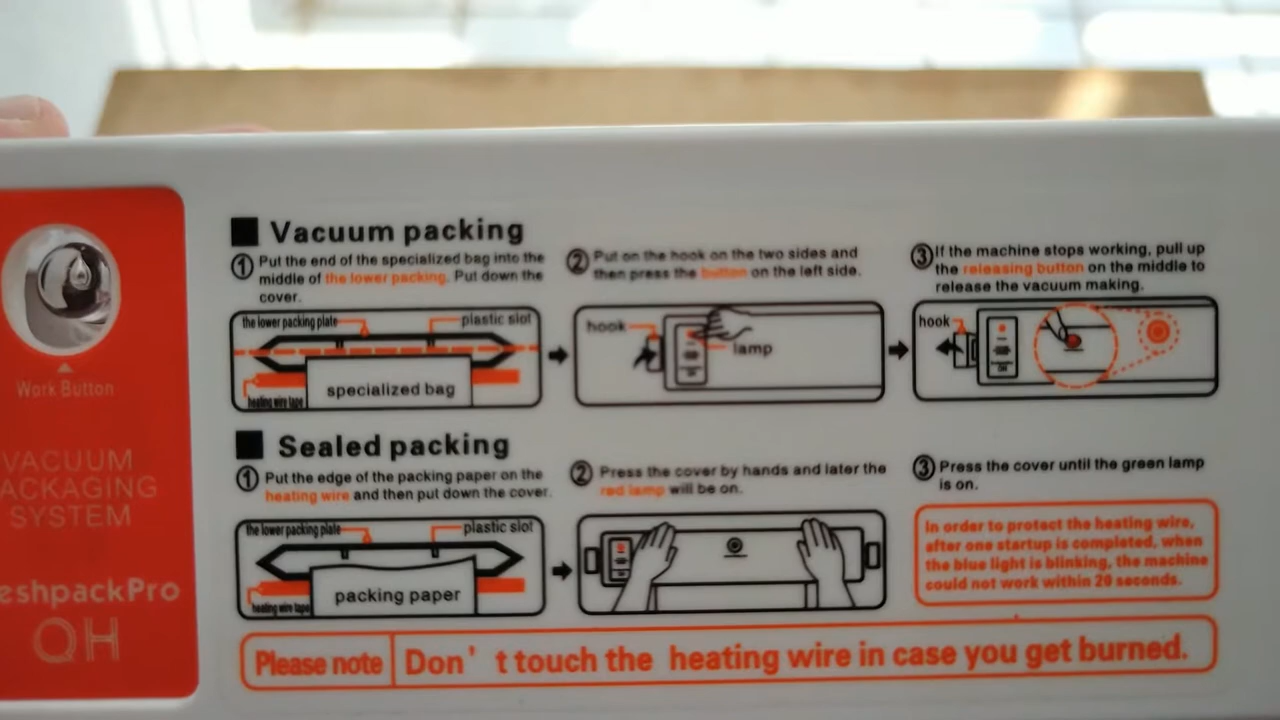 Work Button
VACUUM
ACKAGING
SYSTEM
eshpackPro
QH
Vacuum packing
① Put the end of the specialized bag into the
middle of the lower packing. Put down the
cover.
the lower packing plate
plastic slot
specialized bag
heating wire tape
② Put on the hook on the two sides and
then press the button on the left side.
hook
lamp
③ If the machine stops working, pull up
the releasing button on the middle to
release the vacuum making.
hook
Sealed packing
① Put the edge of the packing paper on the
heating wire and then put down the cover.
the lower packing plate
plastic slot
packing paper
heating wire tape
② Press the cover by hands and later the
red lamp will be on.
③ Press the cover until the green lamp
is on.
In order to protect the heating wire,
after one startup is completed, when
the blue light is blinking, the machine
could not work within 20 seconds.
Please note Don' t touch the heating wire in case you get burned.